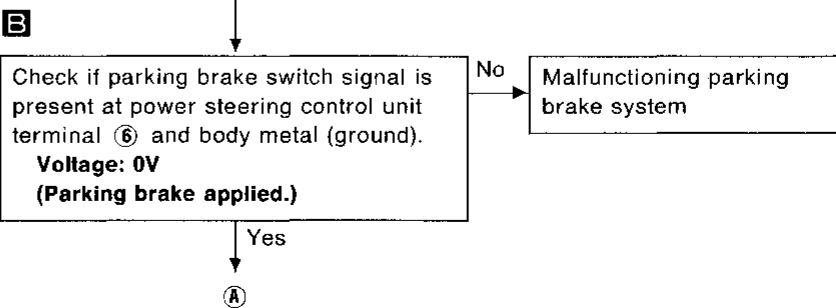 B
Check if parking brake switch signal is
present at power steering control unit
terminal ⑥ and body metal (ground).
Voltage: 0V
(Parking brake applied.)
No
Malfunctioning parking
brake system
Yes
Ⓐ